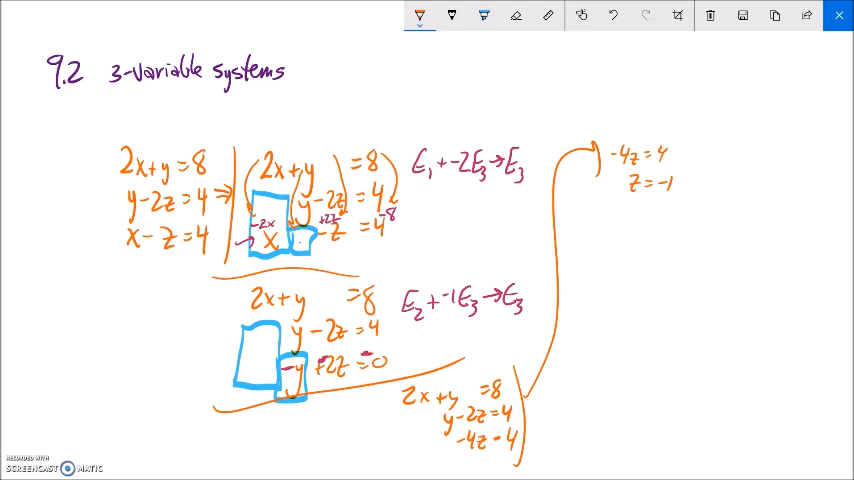 9.2 3-variable systems
2x+y=8
y-2z=4 ⇒
x-z=4
2x+y =8
y-2z=4
-2x +2z -8
→ x -z =4
E₁+-2E₃→E₃
2x+y =8
y-2z=4
-y +2z=0
E₂+-1E₃→E₃
2x+y =8
y-2z=4
-4z=4
-4z=4
z=-1
RECORDED WITH
SCREENCAST MATIC